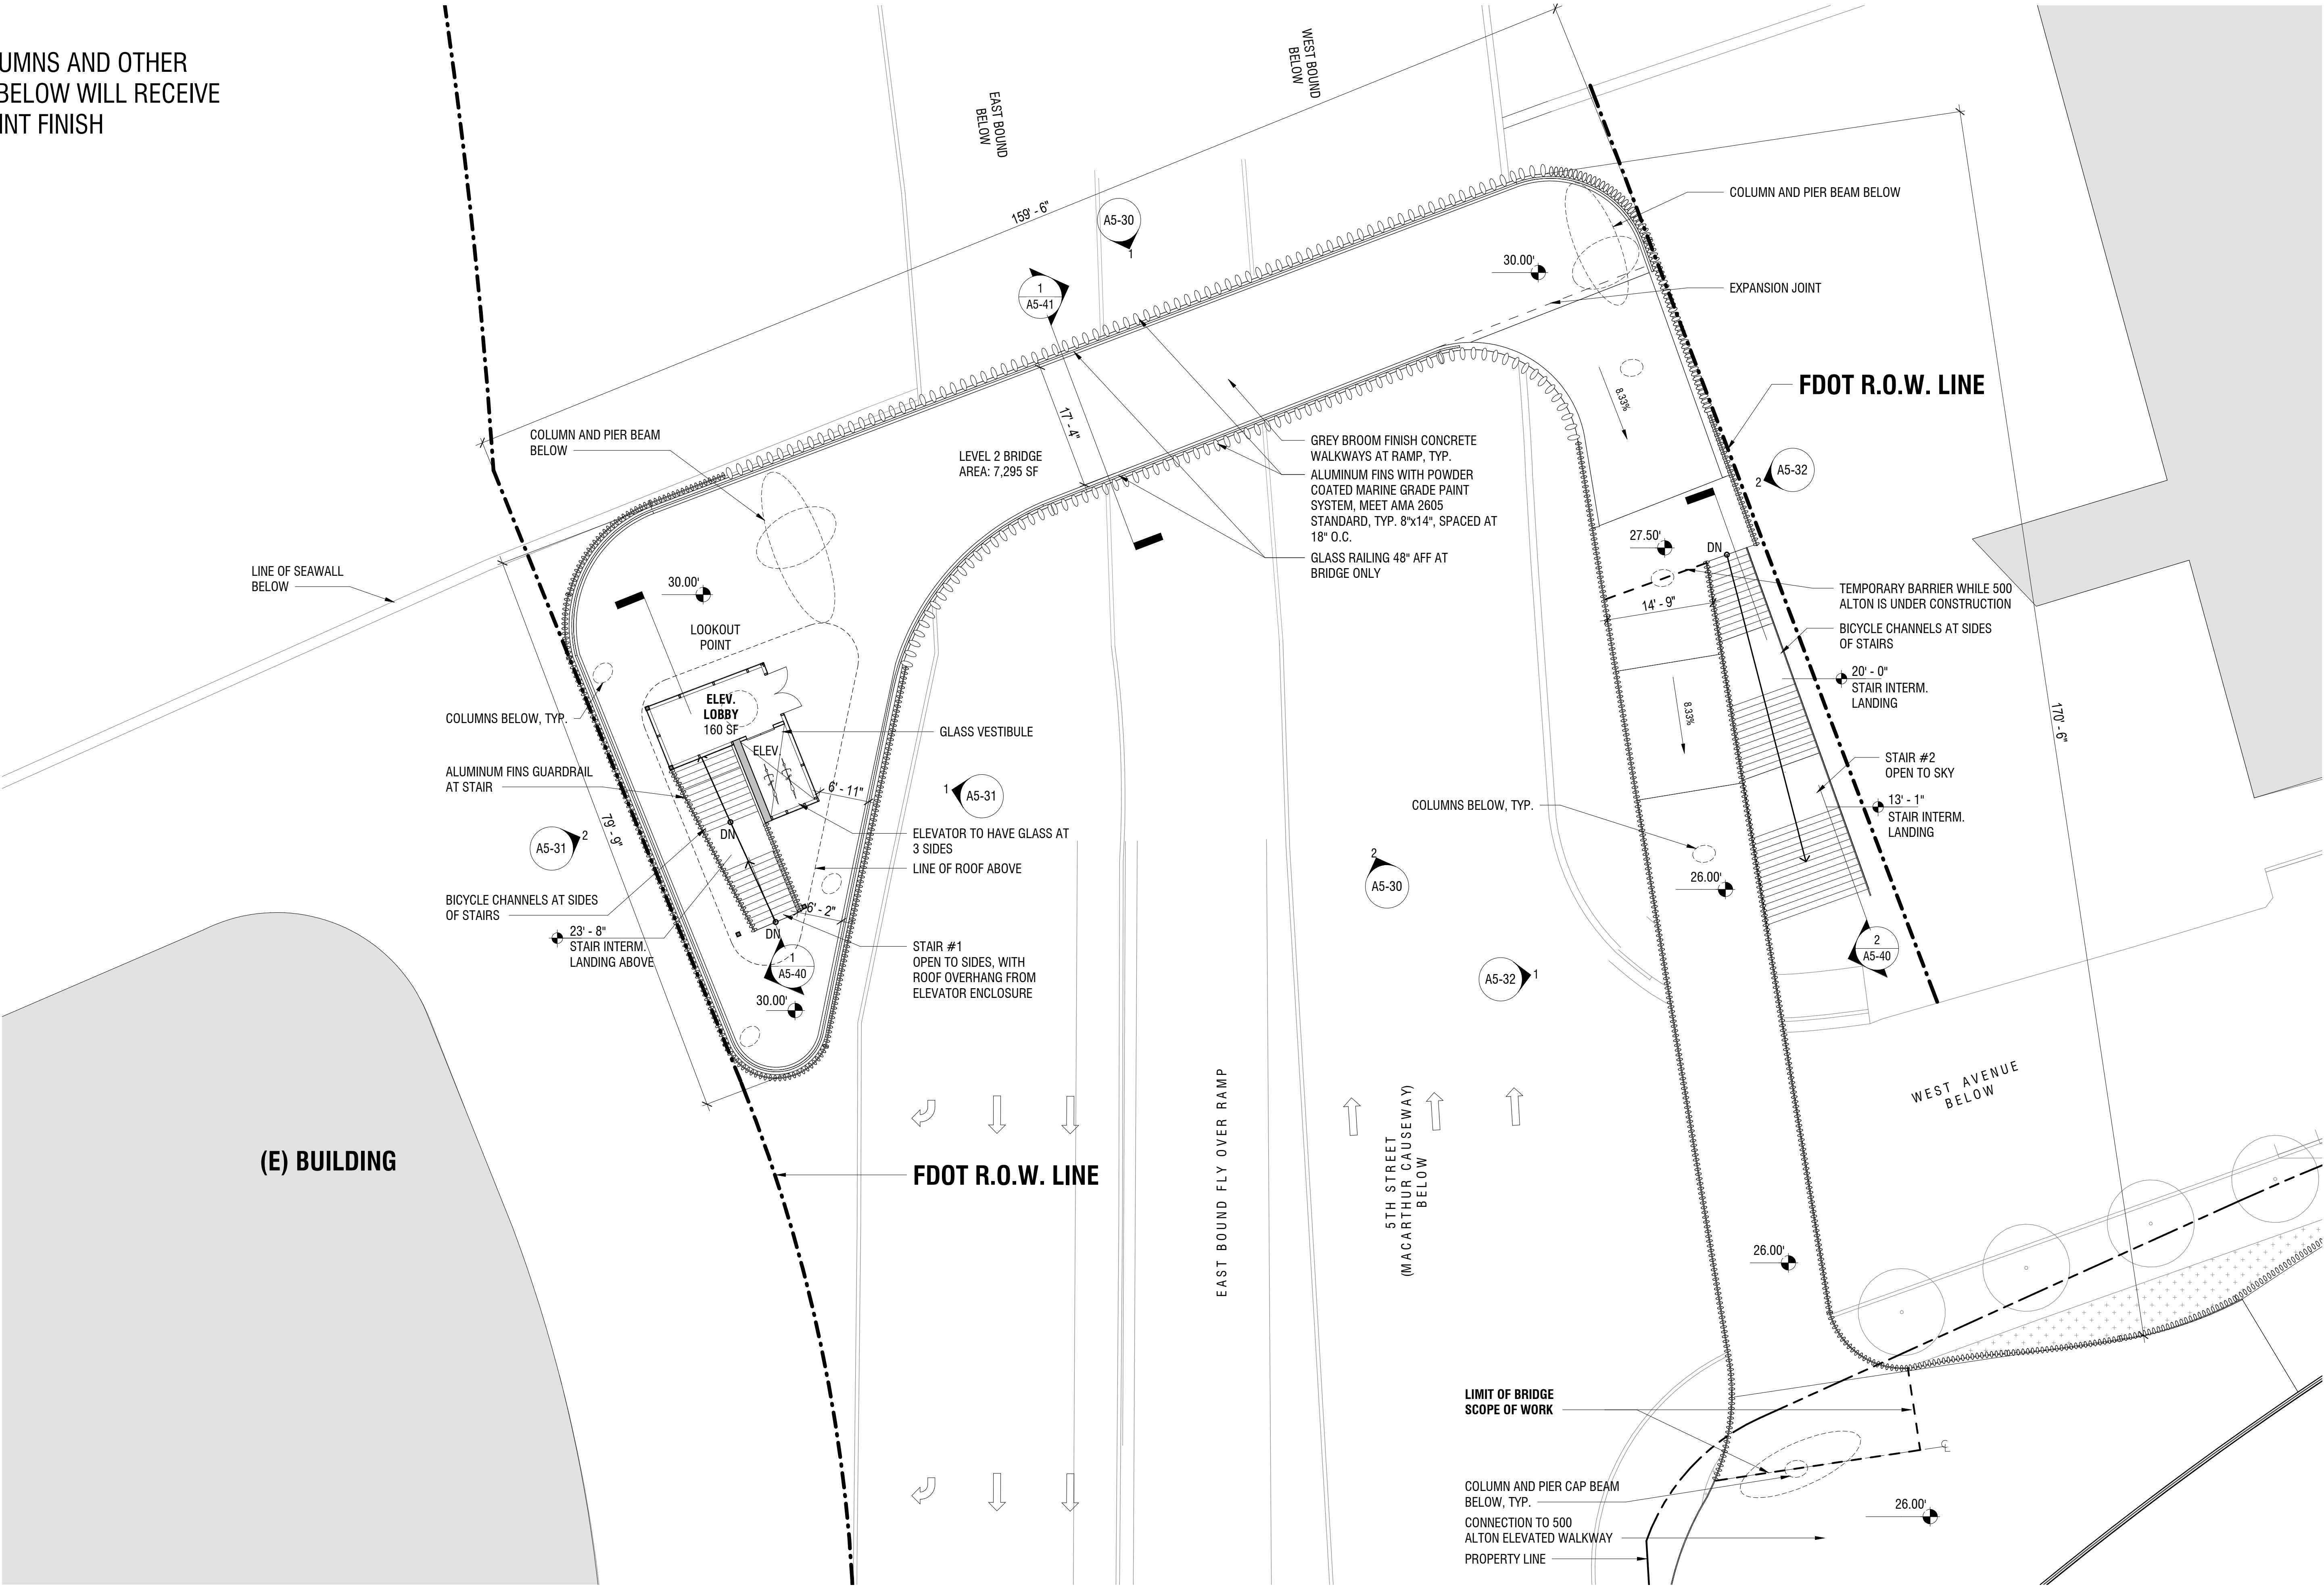 UMNS AND OTHER
BELOW WILL RECEIVE
INT FINISH
EAST BOUND
BELOW
WEST BOUND
BELOW
159' - 6"
A5-30
1
1
A5-41
COLUMN AND PIER BEAM BELOW
30.00'
EXPANSION JOINT
8.33%
FDOT R.O.W. LINE
A5-32
2
COLUMN AND PIER BEAM
BELOW
17' - 4"
LEVEL 2 BRIDGE
AREA: 7,295 SF
GREY BROOM FINISH CONCRETE
WALKWAYS AT RAMP, TYP.
ALUMINUM FINS WITH POWDER
COATED MARINE GRADE PAINT
SYSTEM, MEET AMA 2605
STANDARD, TYP. 8"x14", SPACED AT
18" O.C.
GLASS RAILING 48" AFF AT
BRIDGE ONLY
LINE OF SEAWALL
BELOW
30.00'
LOOKOUT
POINT
27.50'
DN
14' - 9"
TEMPORARY BARRIER WHILE 500
ALTON IS UNDER CONSTRUCTION
BICYCLE CHANNELS AT SIDES
OF STAIRS
20' - 0"
STAIR INTERM.
LANDING
170' - 6"
8.33%
STAIR #2
OPEN TO SKY
13' - 1"
STAIR INTERM.
LANDING
COLUMNS BELOW, TYP.
ELEV.
LOBBY
160 SF
ELEV.
GLASS VESTIBULE
ALUMINUM FINS GUARDRAIL
AT STAIR
6' - 11"
1
A5-31
79' - 9"
DN
A5-31
2
ELEVATOR TO HAVE GLASS AT
3 SIDES
LINE OF ROOF ABOVE
COLUMNS BELOW, TYP.
2
A5-30
26.00'
BICYCLE CHANNELS AT SIDES
OF STAIRS
23' - 8"
STAIR INTERM.
LANDING ABOVE
6' - 2"
DN
STAIR #1
OPEN TO SIDES, WITH
ROOF OVERHANG FROM
ELEVATOR ENCLOSURE
1
A5-40
30.00'
2
A5-40
A5-32
1
WEST AVENUE
BELOW
(E) BUILDING
FDOT R.O.W. LINE
EAST BOUND FLY OVER RAMP
5TH STREET
(MACARTHUR CAUSEWAY)
BELOW
26.00'
LIMIT OF BRIDGE
SCOPE OF WORK
CL
COLUMN AND PIER CAP BEAM
BELOW, TYP.
CONNECTION TO 500
ALTON ELEVATED WALKWAY
PROPERTY LINE
26.00'